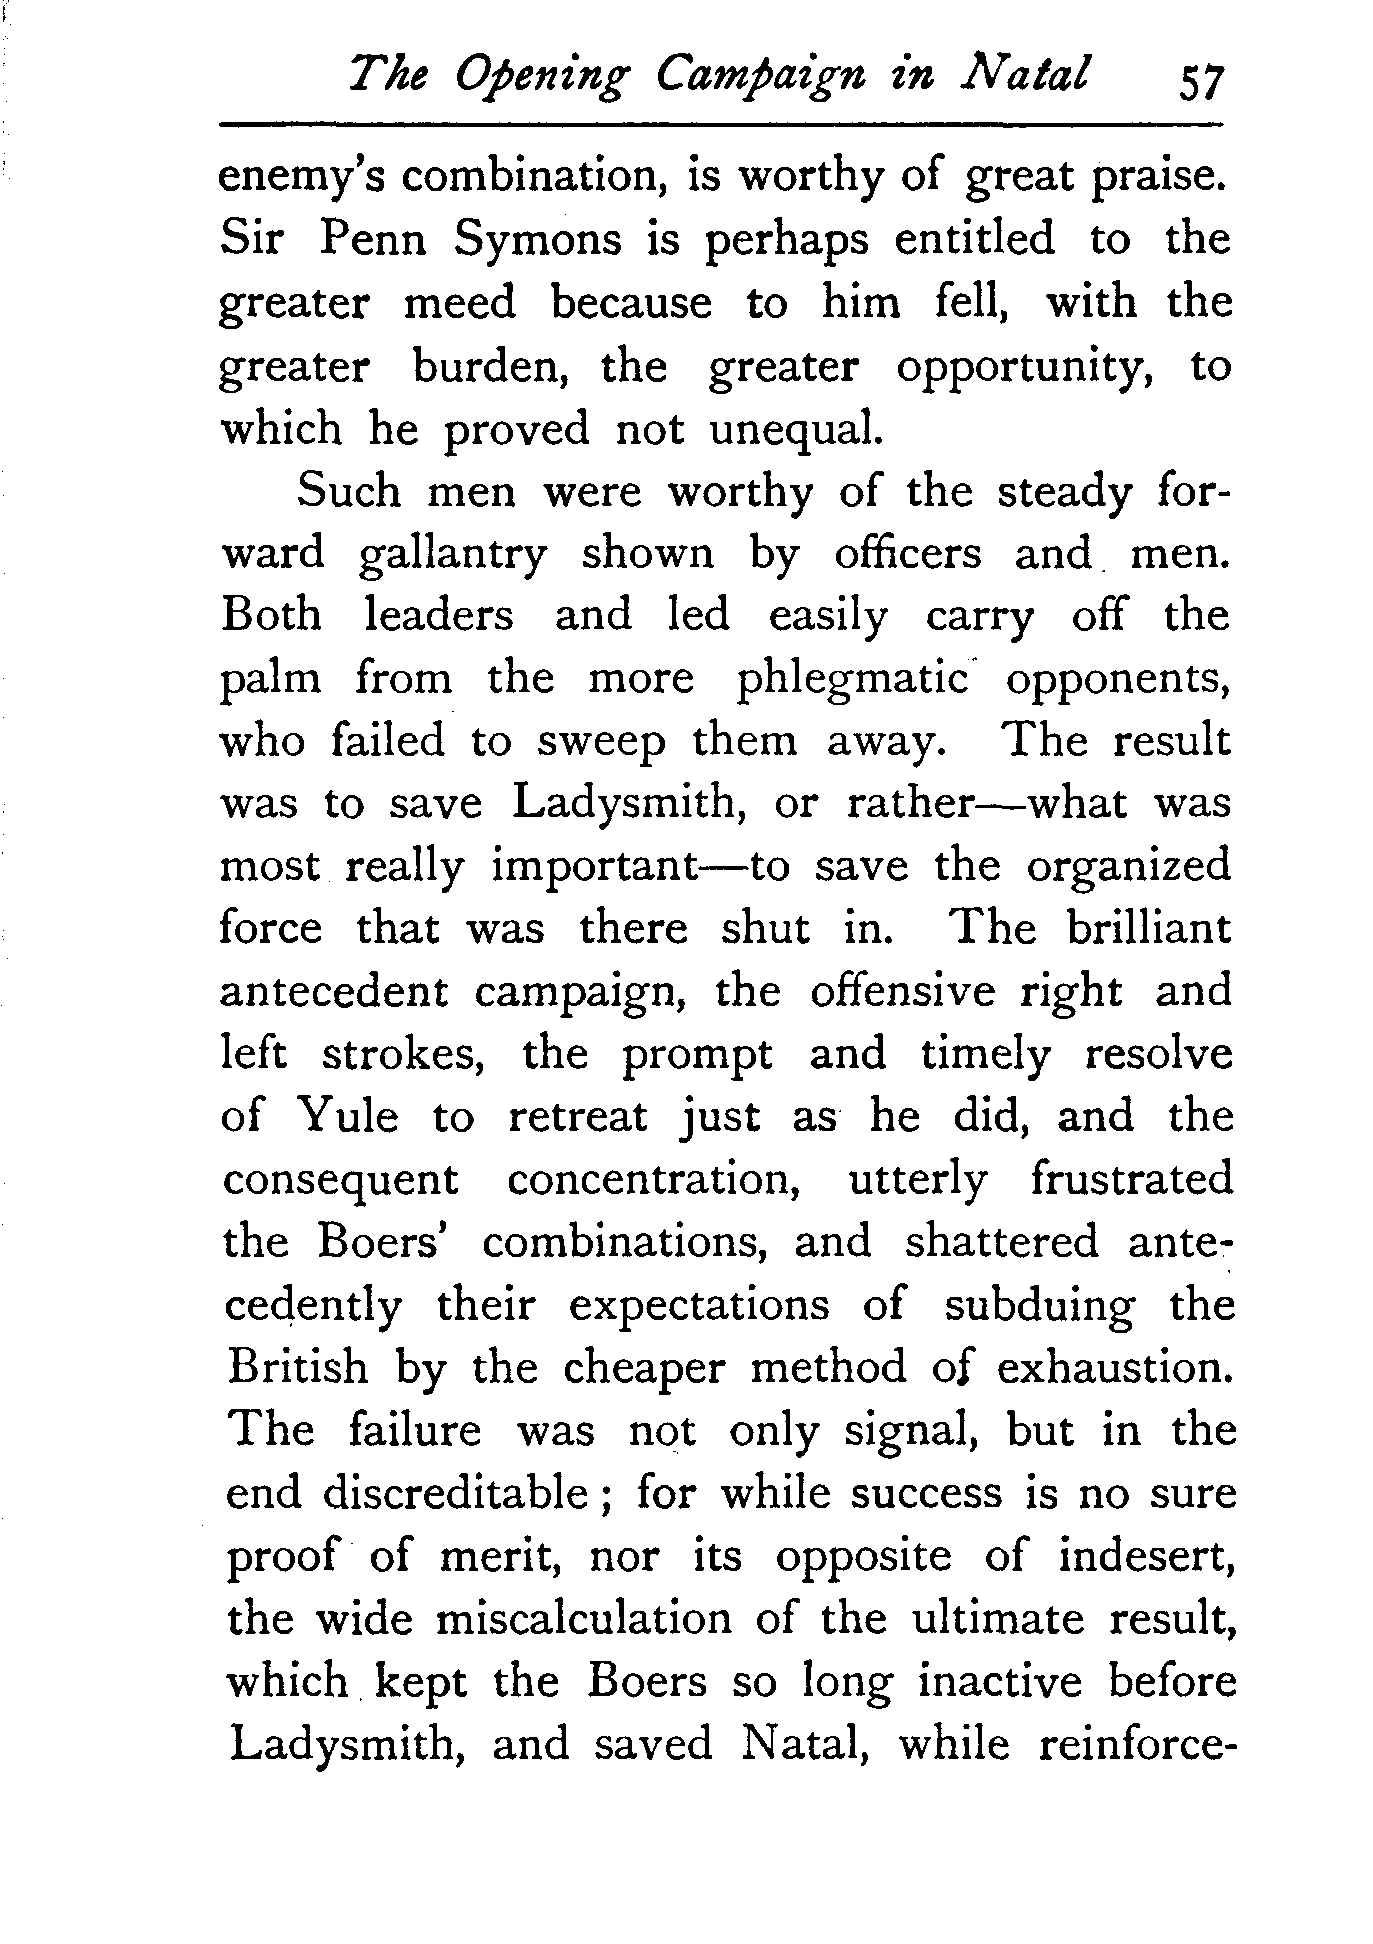 The Opening Campaign in Natal 57
enemy's combination, is worthy of great praise.
Sir Penn Symons is perhaps entitled to the
greater meed because to him fell, with the
greater burden, the greater opportunity, to
which he proved not unequal.
Such men were worthy of the steady for-
ward gallantry shown by officers and men.
Both leaders and led easily carry off the
palm from the more phlegmatic opponents,
who failed to sweep them away. The result
was to save Ladysmith, or rather—what was
most really important—to save the organized
force that was there shut in. The brilliant
antecedent campaign, the offensive right and
left strokes, the prompt and timely resolve
of Yule to retreat just as he did, and the
consequent concentration, utterly frustrated
the Boers' combinations, and shattered ante-
cedently their expectations of subduing the
British by the cheaper method of exhaustion.
The failure was not only signal, but in the
end discreditable ; for while success is no sure
proof of merit, nor its opposite of indesert,
the wide miscalculation of the ultimate result,
which kept the Boers so long inactive before
Ladysmith, and saved Natal, while reinforce-